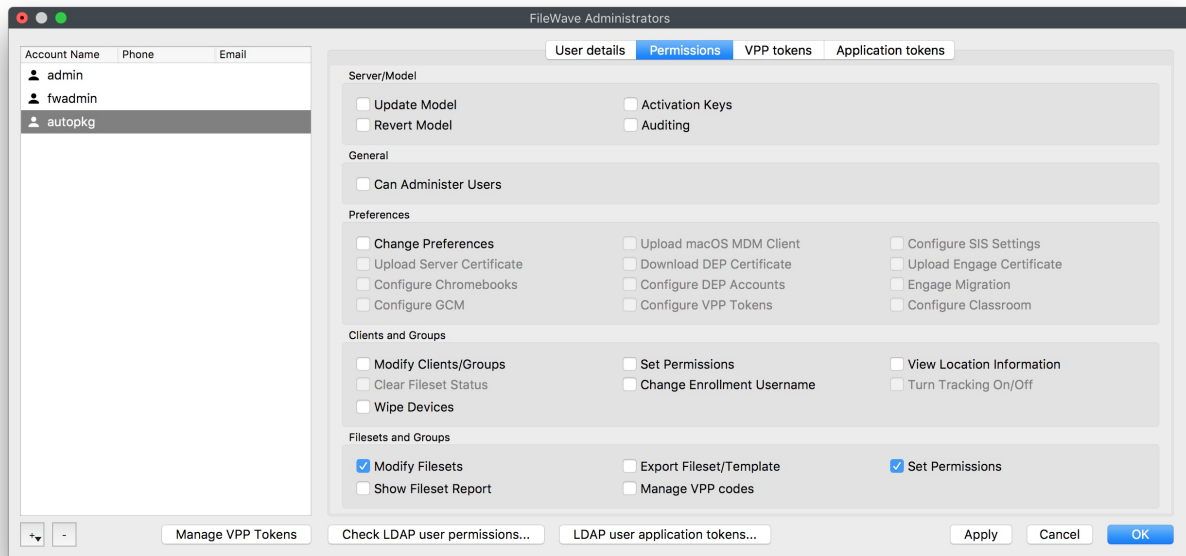 FileWave Administrators
Account Name Phone Email
admin
fwadmin
autopkg
User details Permissions VPP tokens Application tokens
Server/Model
Update Model Activation Keys
Revert Model Auditing
General
Can Administer Users
Preferences
Change Preferences Upload macOS MDM Client Configure SIS Settings
Upload Server Certificate Download DEP Certificate Upload Engage Certificate
Configure Chromebooks Configure DEP Accounts Engage Migration
Configure GCM Configure VPP Tokens Configure Classroom
Clients and Groups
Modify Clients/Groups Set Permissions View Location Information
Clear Fileset Status Change Enrollment Username Turn Tracking On/Off
Wipe Devices
Filesets and Groups
Modify Filesets Export Fileset/Template Set Permissions
Show Fileset Report Manage VPP codes
+ - Manage VPP Tokens Check LDAP user permissions... LDAP user application tokens... Apply Cancel OK